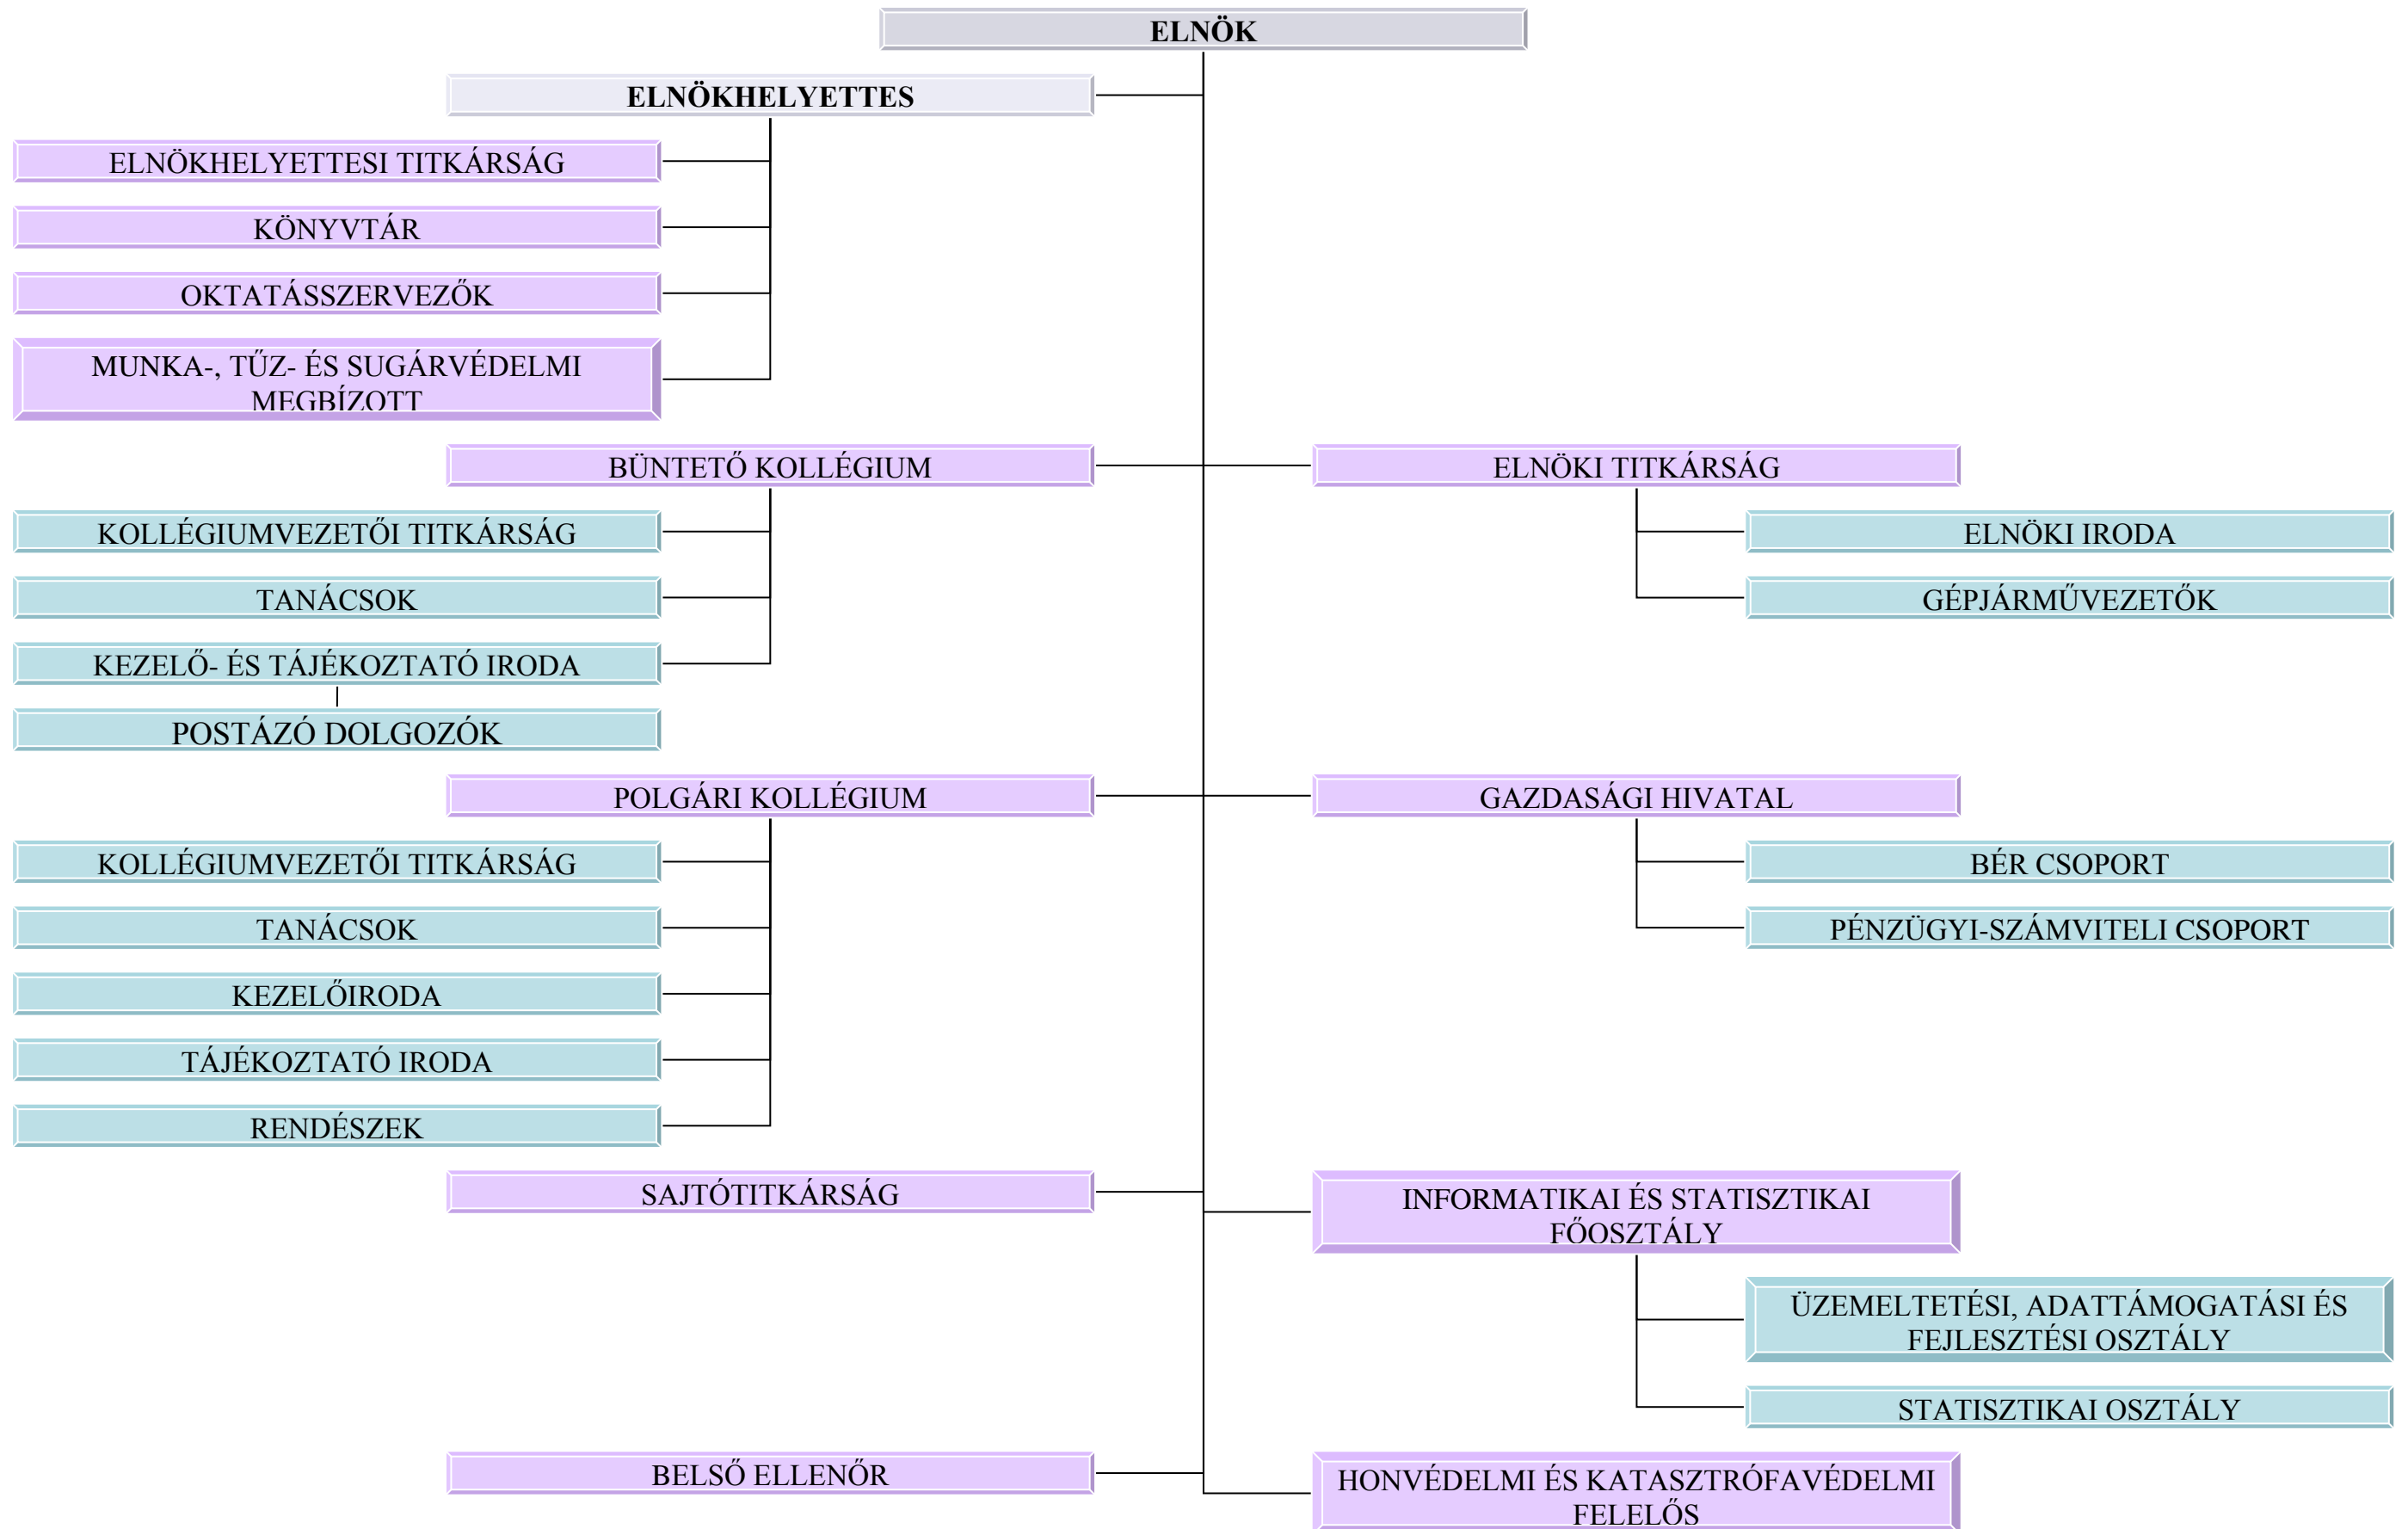 ELNÖK
ELNÖKHELYETTES
ELNÖKHELYETTESI TITKÁRSÁG
KÖNYVTÁR
OKTATÁSSZERVEZŐK
MUNKA-, TŰZ- ÉS SUGÁRVÉDELMI
MEGBÍZOTT
BÜNTETŐ KOLLÉGIUM
ELNÖKI TITKÁRSÁG
KOLLÉGIUMVEZETŐI TITKÁRSÁG
ELNÖKI IRODA
TANÁCSOK
GÉPJÁRMŰVEZETŐK
KEZELŐ- ÉS TÁJÉKOZTATÓ IRODA
POSTÁZÓ DOLGOZÓK
POLGÁRI KOLLÉGIUM
GAZDASÁGI HIVATAL
KOLLÉGIUMVEZETŐI TITKÁRSÁG
BÉR CSOPORT
TANÁCSOK
PÉNZÜGYI-SZÁMVITELI CSOPORT
KEZELŐIRODA
TÁJÉKOZTATÓ IRODA
RENDÉSZEK
SAJTÓTITKÁRSÁG
INFORMATIKAI ÉS STATISZTIKAI
FŐOSZTÁLY
ÜZEMELTETÉSI, ADATTÁMOGATÁSI ÉS
FEJLESZTÉSI OSZTÁLY
STATISZTIKAI OSZTÁLY
BELSŐ ELLENŐR
HONVÉDELMI ÉS KATASZTRÓFAVÉDELMI
FELELŐS